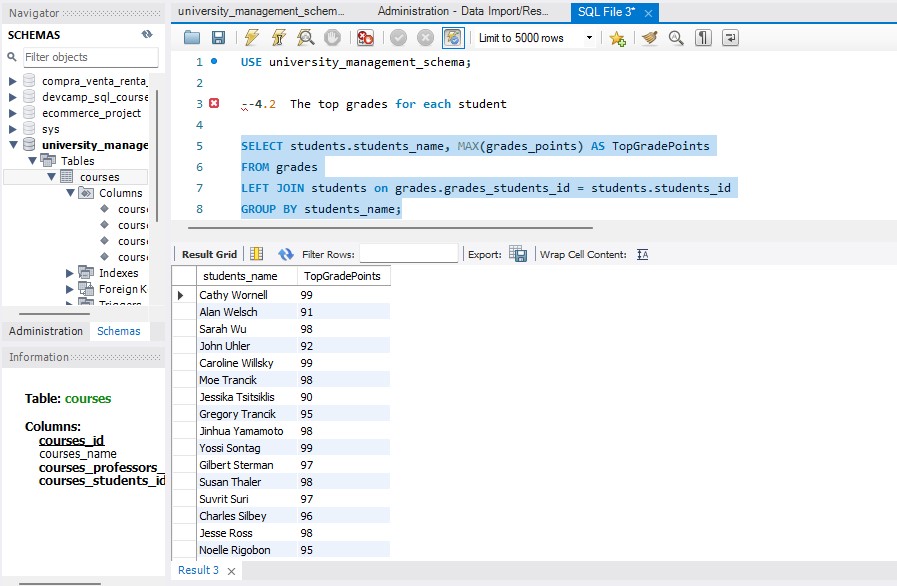 Navigator
SCHEMAS
Filter objects
compra_venta_renta_
devcamp_sql_course
ecommerce_project
sys
university_manage
Tables
courses
Columns
cours
cours
cours
cours
Indexes
Foreign K
Triggers
Administration Schemas
Information
Table: courses
Columns:
courses_id
courses_name
courses_professors_
courses_students_id
university_management_schem... Administration - Data Import/Res... SQL File 3*
Limit to 5000 rows
1 USE university_management_schema;
2
3 --4.2 The top grades for each student
4
5 SELECT students.students_name, MAX(grades_points) AS TopGradePoints
6 FROM grades
7 LEFT JOIN students on grades.grades_students_id = students.students_id
8 GROUP BY students_name;
Result Grid Filter Rows: Export: Wrap Cell Content:
students_name TopGradePoints
Cathy Wornell 99
Alan Welsch 91
Sarah Wu 98
John Uhler 92
Caroline Willsky 99
Moe Trancik 98
Jessika Tsitsiklis 90
Gregory Trancik 95
Jinhua Yamamoto 98
Yossi Sontag 99
Gilbert Sterman 97
Susan Thaler 98
Suvrit Suri 97
Charles Silbey 96
Jesse Ross 98
Noelle Rigobon 95
Result 3